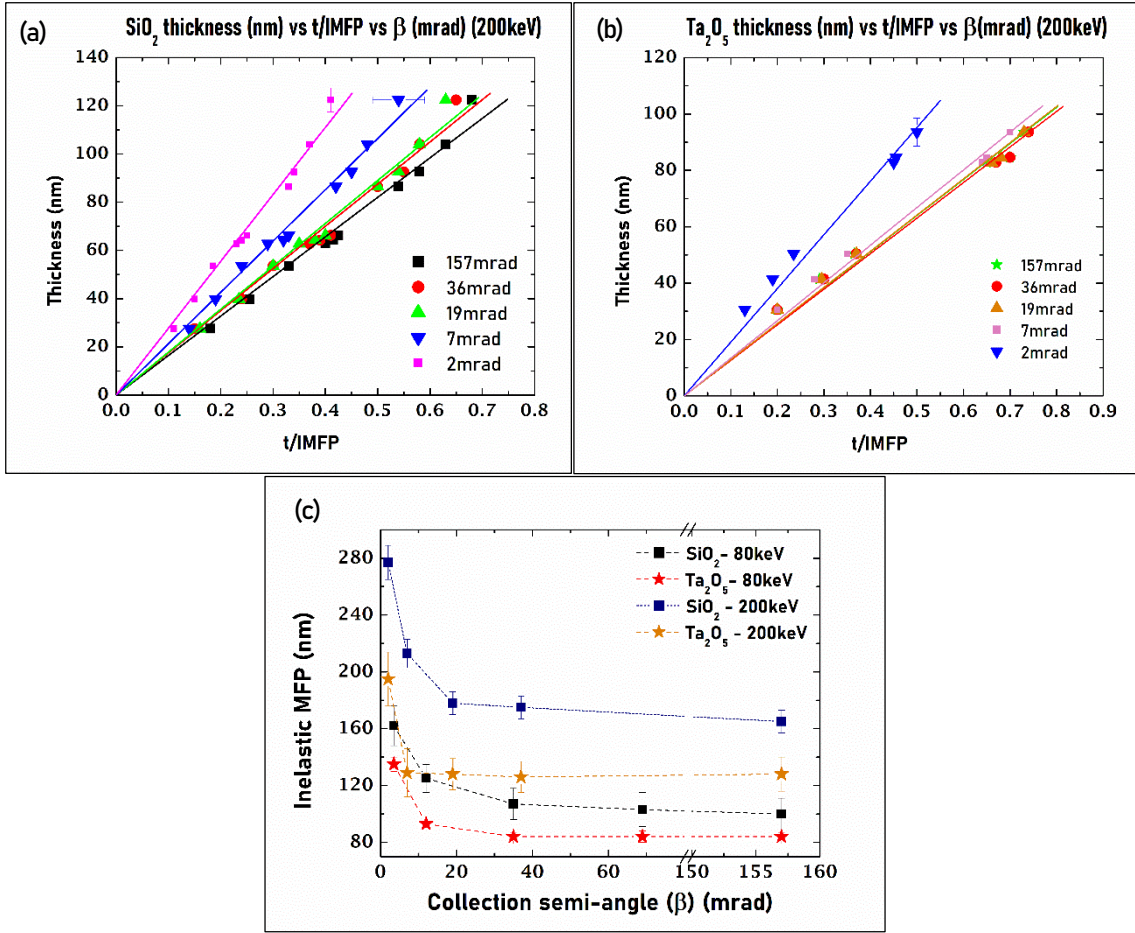 (a)
SiO2 thickness (nm) vs t/IMFP vs β (mrad) (200keV)
140
120
100
80
60
40
20
0
Thickness (nm)
157mrad
36mrad
19mrad
7mrad
2mrad
0.0 0.1 0.2 0.3 0.4 0.5 0.6 0.7 0.8
t/IMFP
(b)
Ta2O5 thickness (nm) vs t/IMFP vs β(mrad) (200keV)
120
100
80
60
40
20
0
Thickness (nm)
157mrad
36mrad
19mrad
7mrad
2mrad
0.0 0.1 0.2 0.3 0.4 0.5 0.6 0.7 0.8 0.9
t/IMFP
(c)
280
240
200
160
120
80
Inelastic MFP (nm)
SiO2- 80keV
Ta2O5- 80keV
SiO2 - 200keV
Ta2O5 - 200keV
0 20 40 60 150 155 160
Collection semi-angle (β) (mrad)